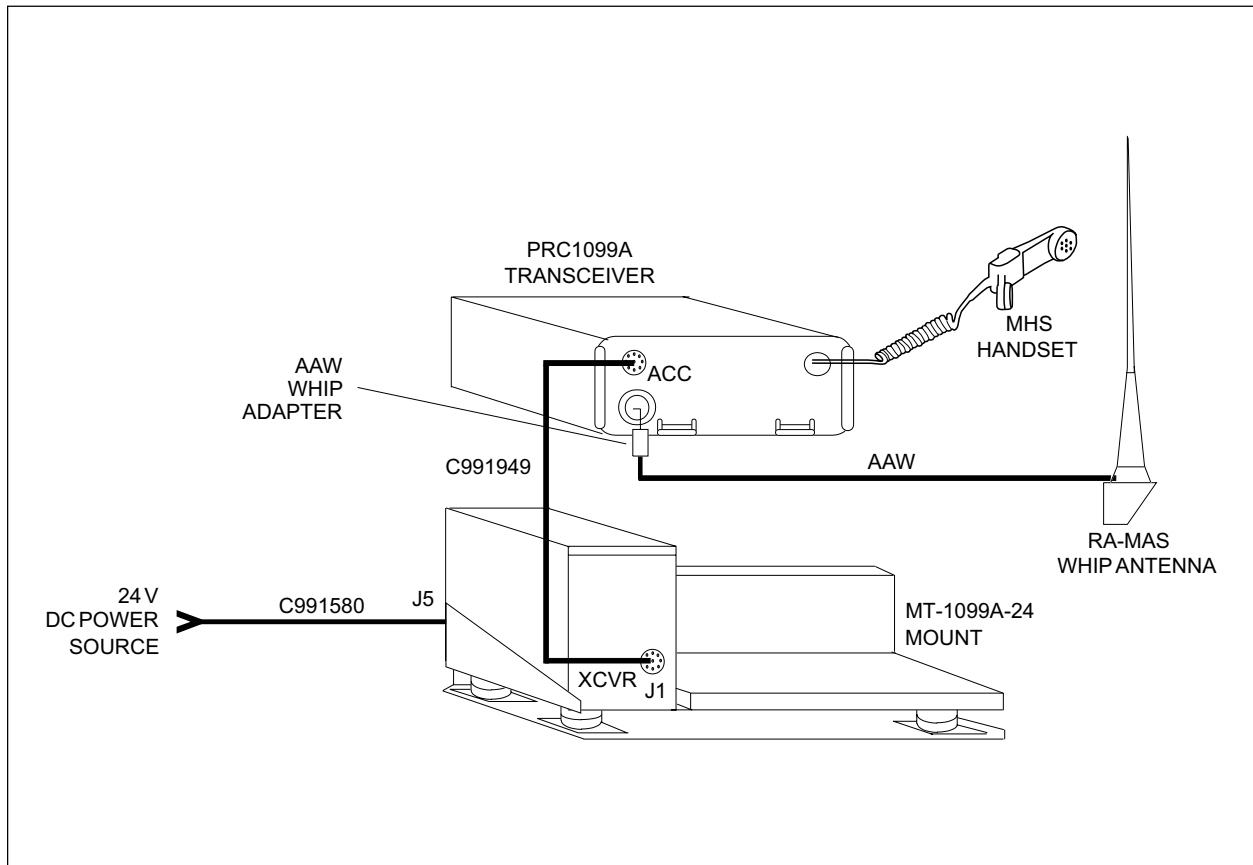 PRC1099A
TRANSCEIVER
MHS
HANDSET
AAW
WHIP
ADAPTER
ACC
C991949
AAW
RA-MAS
WHIP ANTENNA
24 V
DC POWER
SOURCE
C991580
J5
MT-1099A-24
MOUNT
XCVR
J1